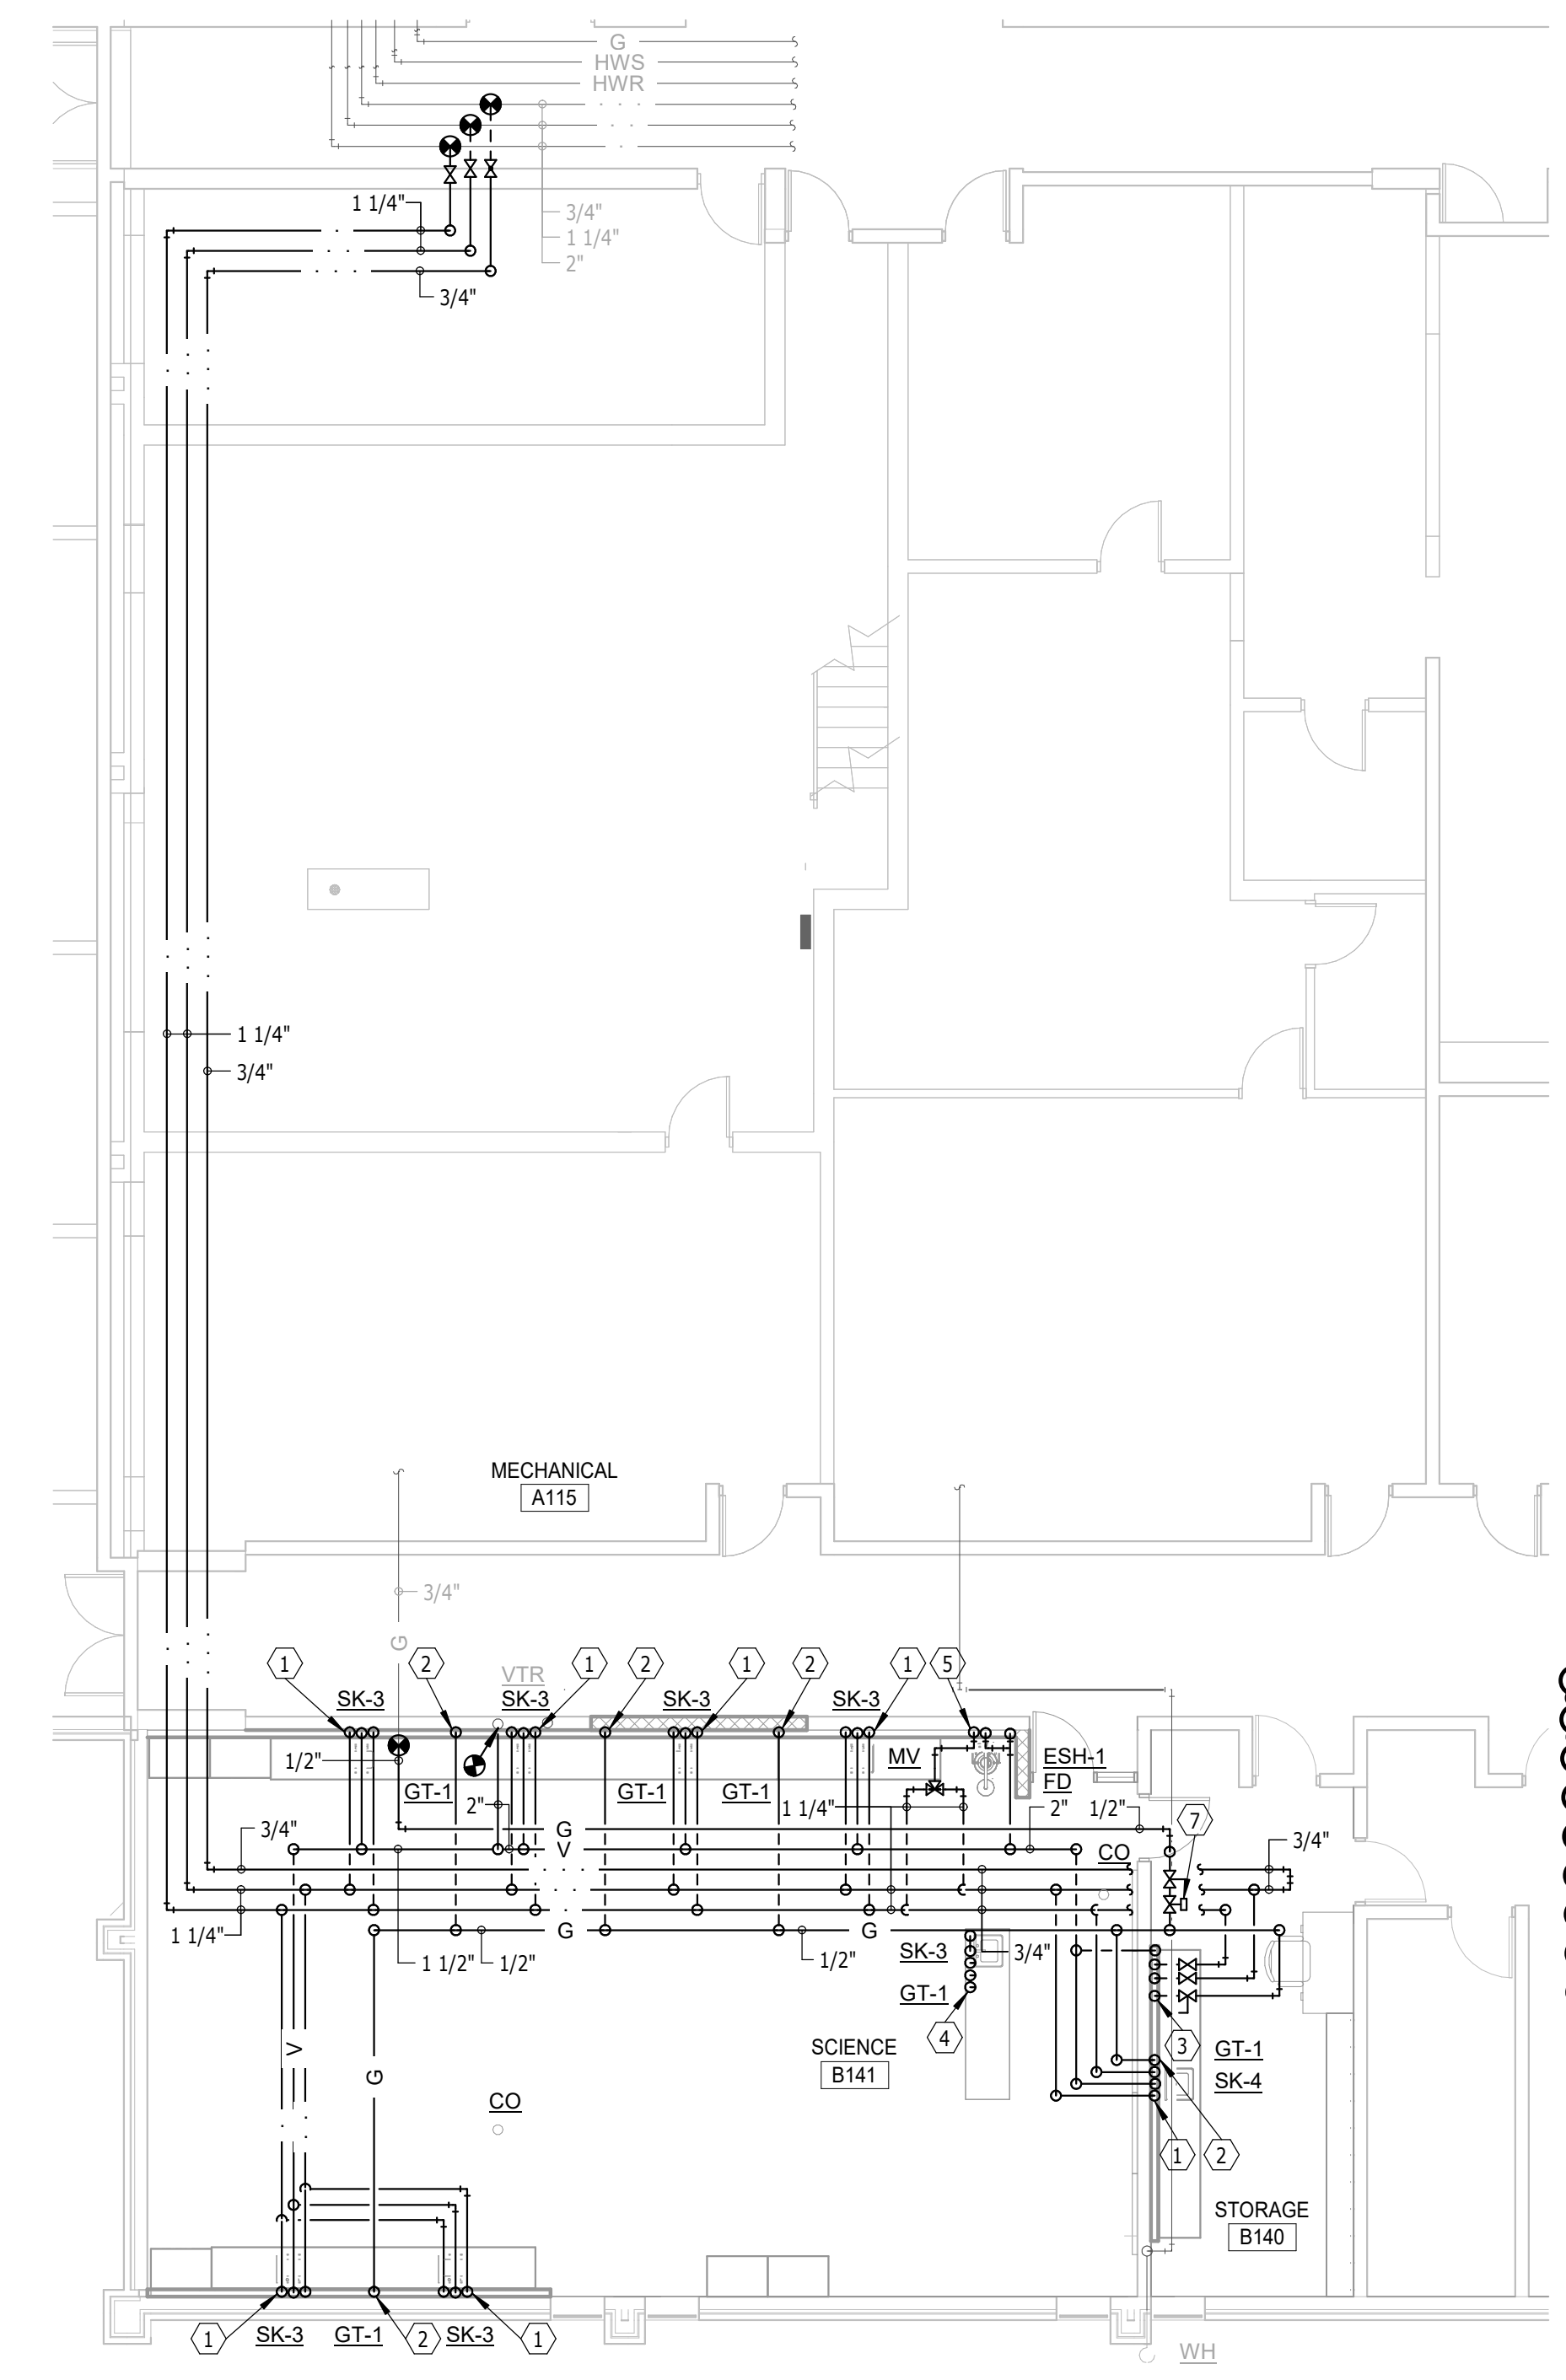 G
HWS
HWR
1 1/4"
3/4"
1 1/4"
2"
3/4"
1 1/4"
3/4"
MECHANICAL
A115
3/4"
G
1
2
VTR
1
2
1
2
1
5
SK-3
SK-3
SK-3
SK-3
1/2"
MV
ESH-1
FD
GT-1
GT-1
GT-1
2"
1 1/4"
2"
1/2"
7
3/4"
G
V
CO
3/4"
1 1/4"
G
G
1 1/2"
1/2"
1/2"
SK-3
3/4"
GT-1
4
3
SCIENCE
B141
GT-1
SK-4
V
G
CO
1
2
STORAGE
B140
1
SK-3
GT-1
2
SK-3
1
WH